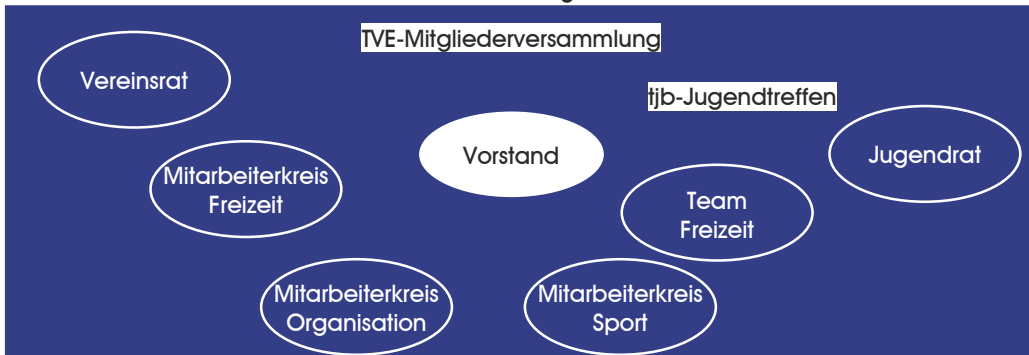 TVE-Mitgliederversammlung
Vereinsrat
tjb-Jugendtreffen
Vorstand
Jugendrat
Mitarbeiterkreis
Freizeit
Team
Freizeit
Mitarbeiterkreis
Organisation
Mitarbeiterkreis
Sport